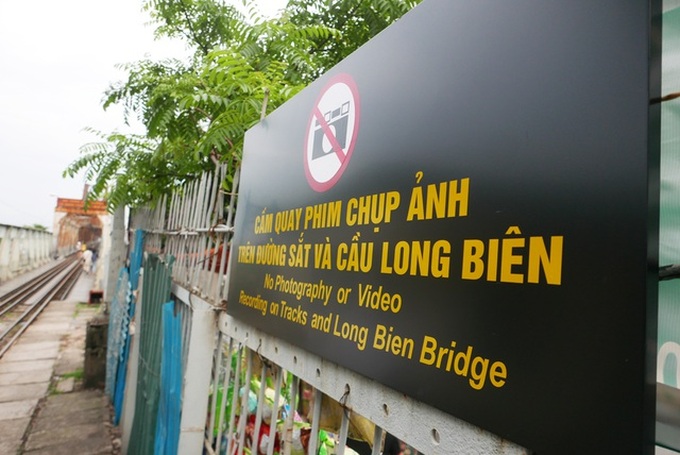 CẤM QUAY PHIM CHỤP ẢNH
TRÊN ĐƯỜNG SẮT VÀ CẦU LONG BIÊN
No Photography or Video
Recording on Tracks and Long Bien Bridge